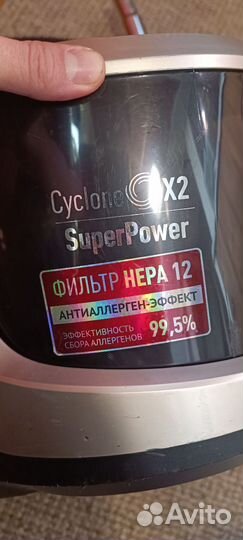 Cyclone X2
SuperPower
ФИЛЬТР HEPA 12
АНТИАЛЛЕРГЕН-ЭФФЕКТ
ЭФФЕКТИВНОСТЬ
СБОРА АЛЛЕРГЕНОВ 99,5%
Avito